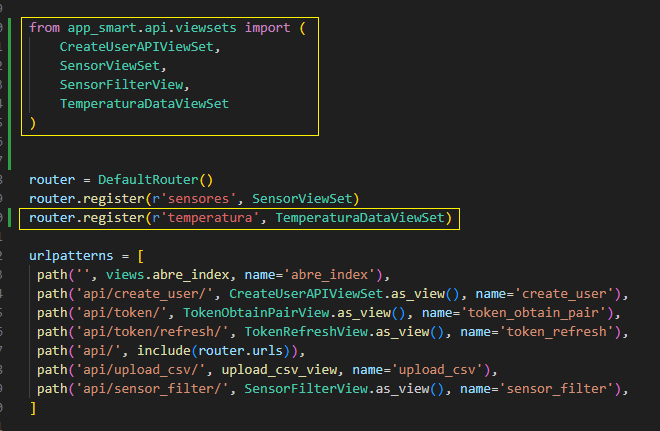 from app_smart.api.viewsets import (
    CreateUserAPIViewSet,
    SensorViewSet,
    SensorFilterView,
    TemperaturaDataViewSet
)
router = DefaultRouter()
router.register(r'sensores', SensorViewSet)
router.register(r'temperatura', TemperaturaDataViewSet)
urlpatterns = [
 path('', views.abre_index, name='abre_index'),
 path('api/create_user/', CreateUserAPIViewSet.as_view(), name='create_user'),
 path('api/token/', TokenObtainPairView.as_view(), name='token_obtain_pair'),
 path('api/token/refresh/', TokenRefreshView.as_view(), name='token_refresh'),
 path('api/', include(router.urls)),
 path('api/upload_csv/', upload_csv_view, name='upload_csv'),
 path('api/sensor_filter/', SensorFilterView.as_view(), name='sensor_filter'),
]